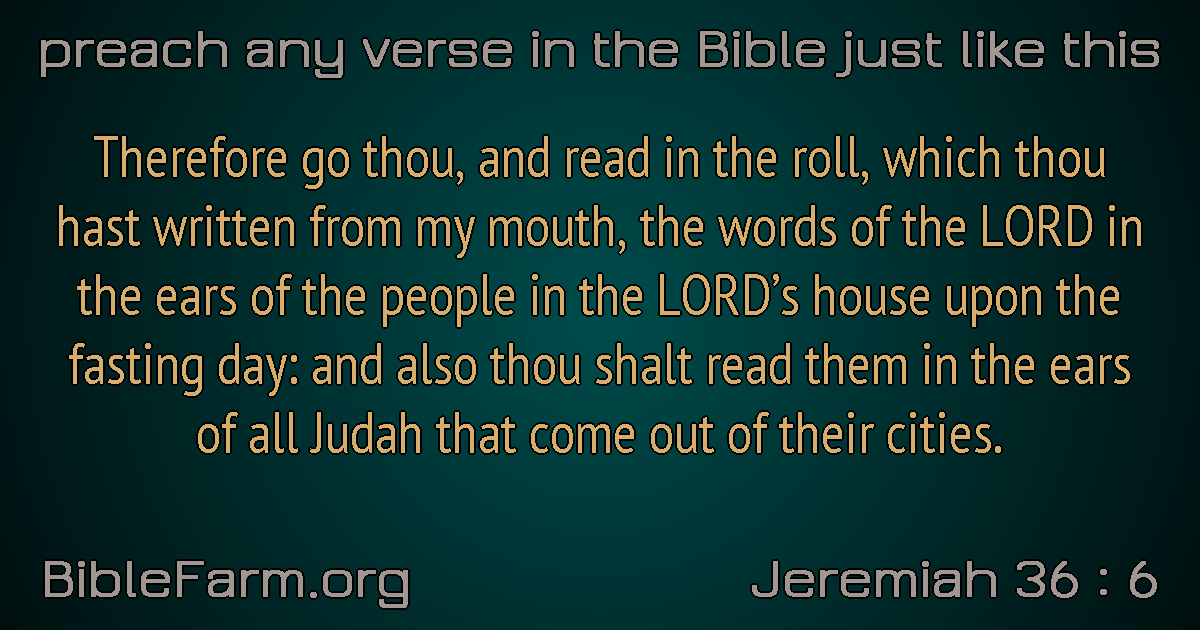 preach any verse in the Bible just like this
Therefore go thou, and read in the roll, which thou
hast written from my mouth, the words of the LORD in
the ears of the people in the LORD’s house upon the
fasting day: and also thou shalt read them in the ears
of all Judah that come out of their cities.
BibleFarm.org
Jeremiah 36 : 6